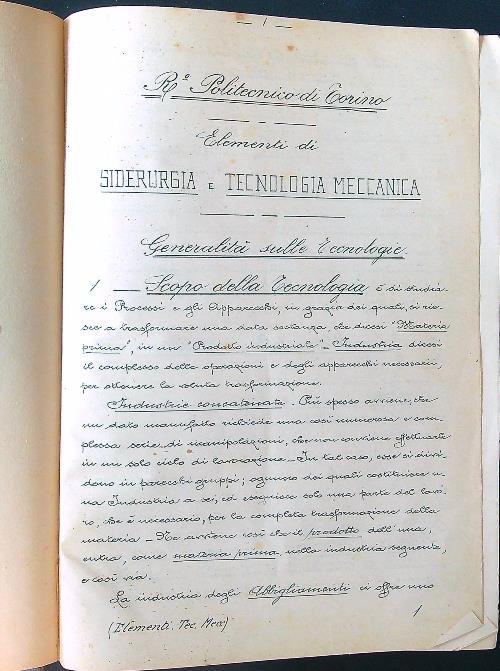 — 1 —
R.º Politecnico di Torino
Elementi di
SIDERURGIA E TECNOLOGIA MECCANICA
Generalità sulle Tecnologie.
1 — Scopo della Tecnologia è di studia-
re i Processi e gli Apparecchi, in grazia dei quali, si rie-
sce a trasformare una data sostanza, che dicesi "Materia
prima", in un "Prodotto industriale" - Industria dicesi
il complesso delle operazioni e degli apparecchi necessarii,
per ottenere la voluta trasformazione.
Industrie concatenate. Più spesso avviene, che
un dato manufatto richiede una così numerosa e com-
plessa serie di manipolazioni, che non conviene effettuare
in un solo ciclo di lavorazione - In tal caso, esse si divi-
dono in parecchi gruppi; ognuno dei quali costituisce u-
na Industria a sé, ed eseguisce solo una parte del lavo-
ro, che è necessario, per la completa trasformazione della
materia - Ne avviene così che il prodotto dell'una,
entra, come materia prima, nella industria seguente,
e così via.
La industria degli Abbigliamenti ci offre uno
1
(Elementi. Tec. Mecc)